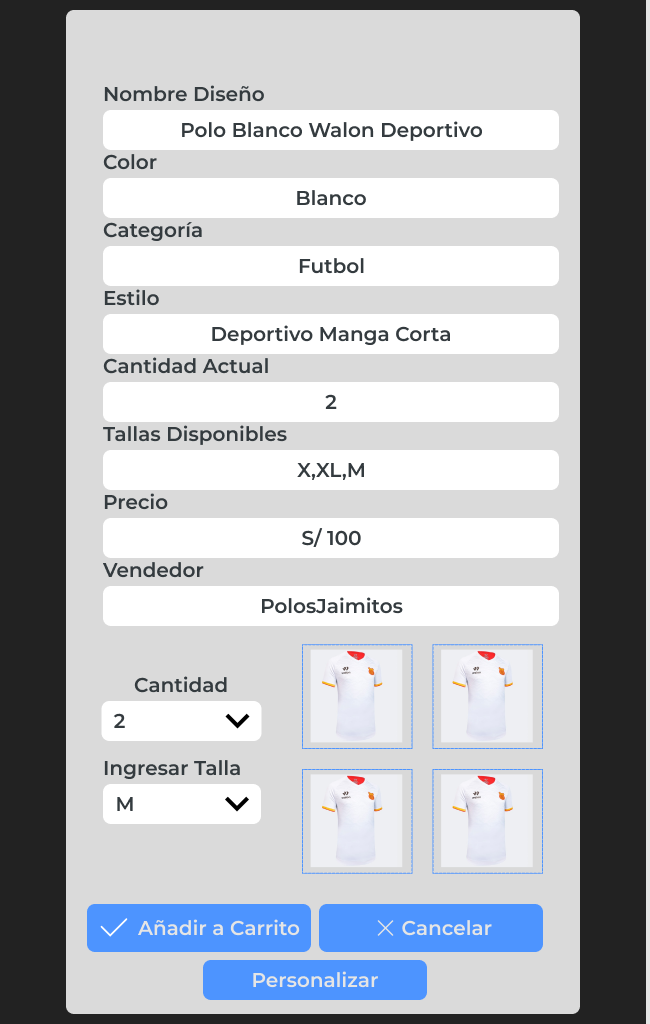 Nombre Diseño
Polo Blanco Walon Deportivo
Color
Blanco
Categoría
Futbol
Estilo
Deportivo Manga Corta
Cantidad Actual
2
Tallas Disponibles
X,XL,M
Precio
S/ 100
Vendedor
PolosJaimitos
Cantidad
2
Ingresar Talla
M
Añadir a Carrito
Cancelar
Personalizar